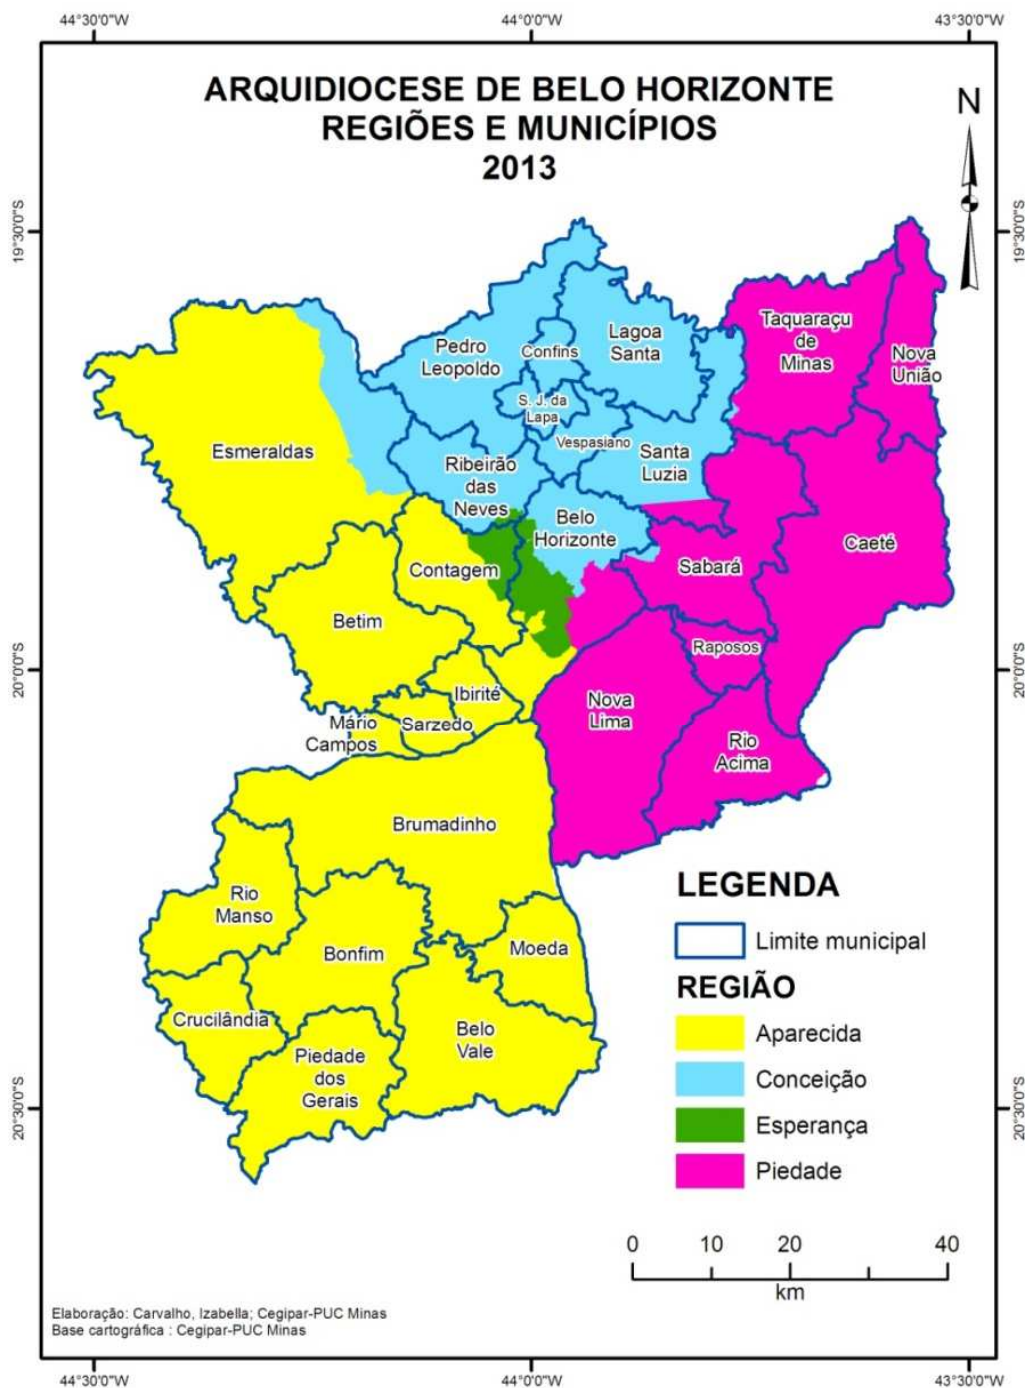 44°30'0"W
44°0'0"W
43°30'0"W
ARQUIDIOCESE DE BELO HORIZONTE
REGIÕES E MUNICÍPIOS
2013
N
19°30'0"S
19°30'0"S
Taquaraçu
de
Minas
Lagoa
Santa
Pedro
Leopoldo
Confins
Nova
União
S. J. da
Lapa
Vespasiano
Esmeraldas
Santa
Luzia
Ribeirão
das
Neves
Belo
Horizonte
Caeté
Contagem
Sabará
Betim
Raposos
20°0'0"S
20°0'0"S
Ibirité
Nova
Lima
Mário
Campos
Sarzedo
Rio
Acima
Brumadinho
Rio
Manso
Bonfim
Moeda
Crucilândia
Belo
Vale
Piedade
dos
Gerais
20°30'0"S
20°30'0"S
LEGENDA
Limite municipal
REGIÃO
Aparecida
Conceição
Esperança
Piedade
0 10 20 40
km
Elaboração: Carvalho, Izabella; Cegipar-PUC Minas
Base cartográfica : Cegipar-PUC Minas
44°30'0"W
44°0'0"W
43°30'0"W